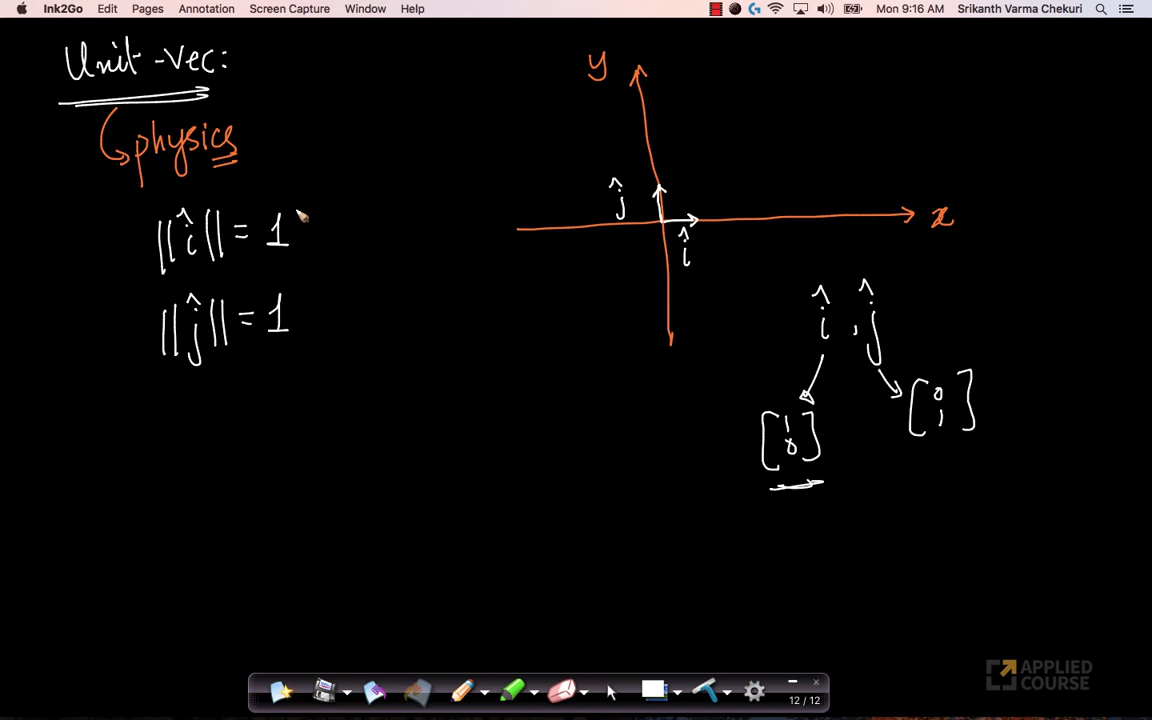 Ink2Go File Edit Pages Annotation Screen Capture Window Help Mon 9:16 AM Srikanth Varma Chekuri
Unit-vec:
physics
||î|| = 1
||ĵ|| = 1
y
x
ĵ
î
î , ĵ
[1
0]
[0
1]
12 / 12
APPLIED
COURSE